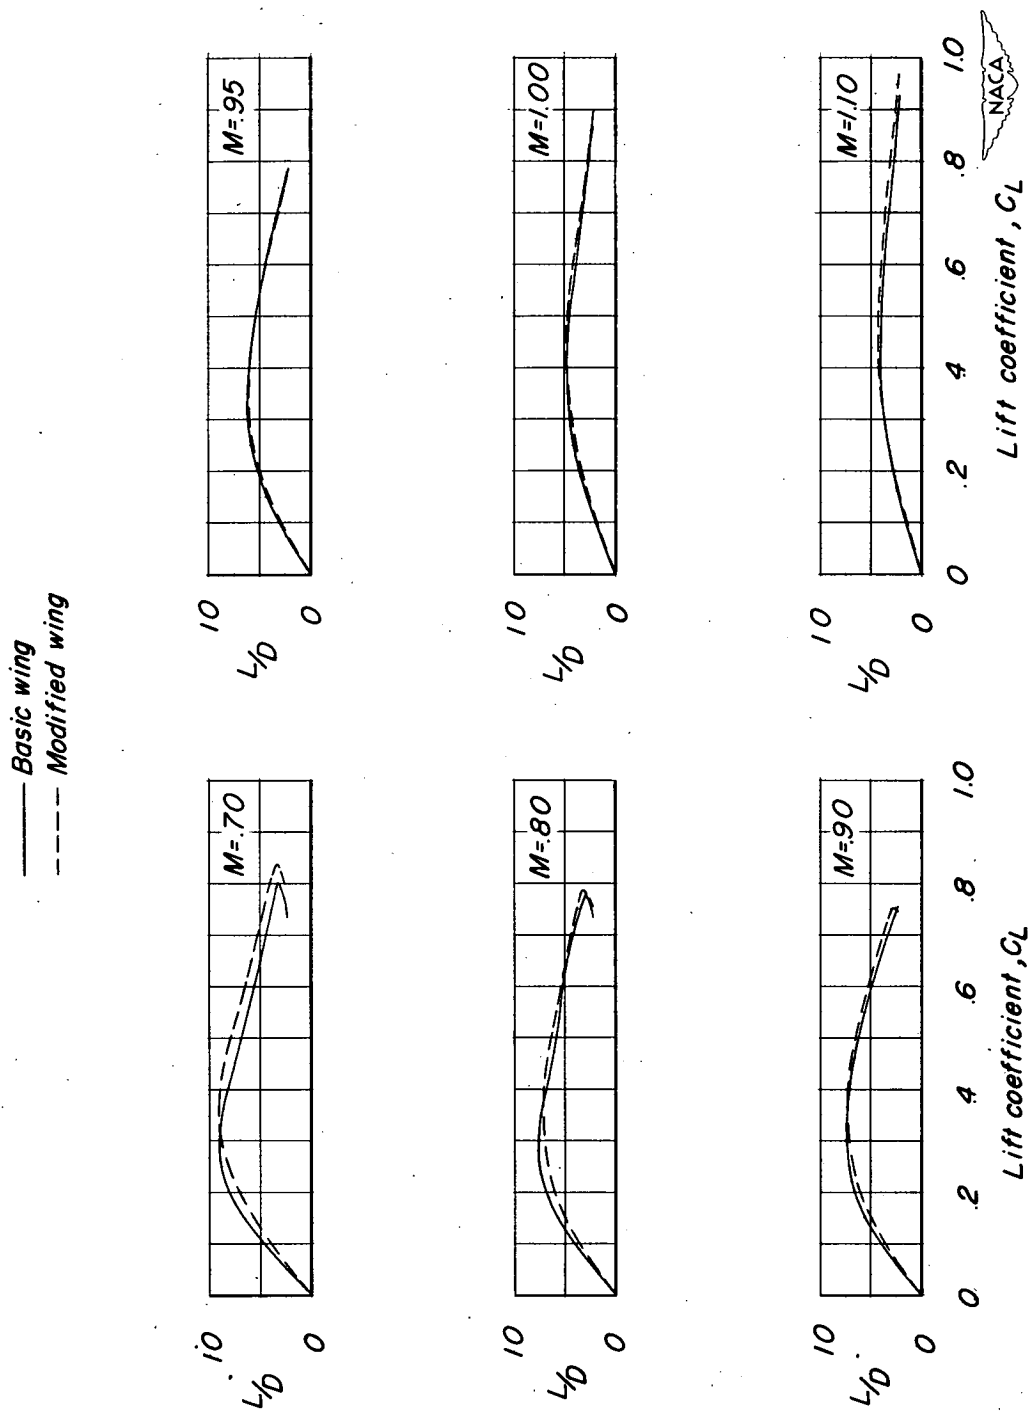 Basic wing
Modified wing
10
L/D
0
M=.70
10
L/D
0
M=.80
10
L/D
0
M=.90
0 .2 .4 .6 .8 1.0
Lift coefficient, CL
10
L/D
0
M=.95
10
L/D
0
M=1.00
10
L/D
0
M=1.10
0 .2 .4 .6 .8 1.0
Lift coefficient, CL
NACA